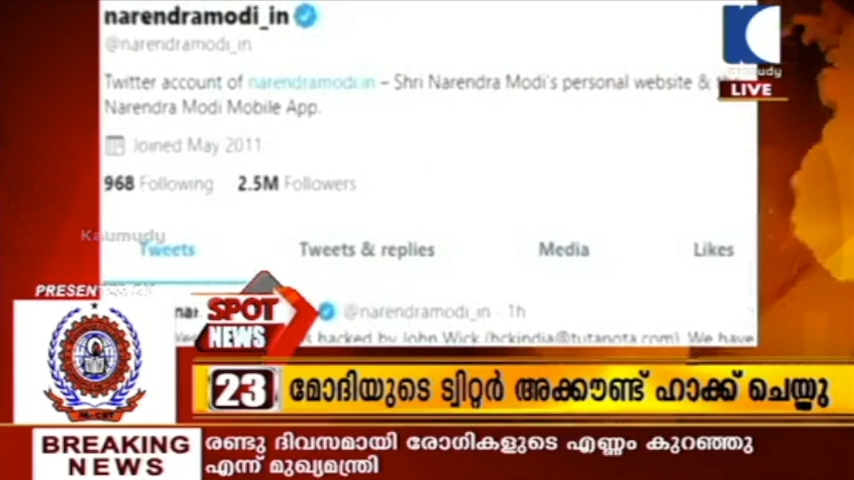 narendramodi_in
@narendramodi_in
Twitter account of narendramodi.in – Shri Narendra Modi's personal website &
Narendra Modi Mobile App.
Joined May 2011
968 Following 2.5M Followers
Kaumudy
LIVE
Kaumudy
Tweets Tweets & replies Media Likes
@narendramodi_in · 1h
hacked by John Wick (hckindia@tutanota.com). We have
SPOT
NEWS
23 മോദിയുടെ ട്വിറ്റർ അക്കൗണ്ട് ഹാക്ക് ചെയ്തു
BREAKING
NEWS
രണ്ടു ദിവസമായി രോഗികളുടെ എണ്ണം കുറഞ്ഞു
എന്ന് മുഖ്യമന്ത്രി